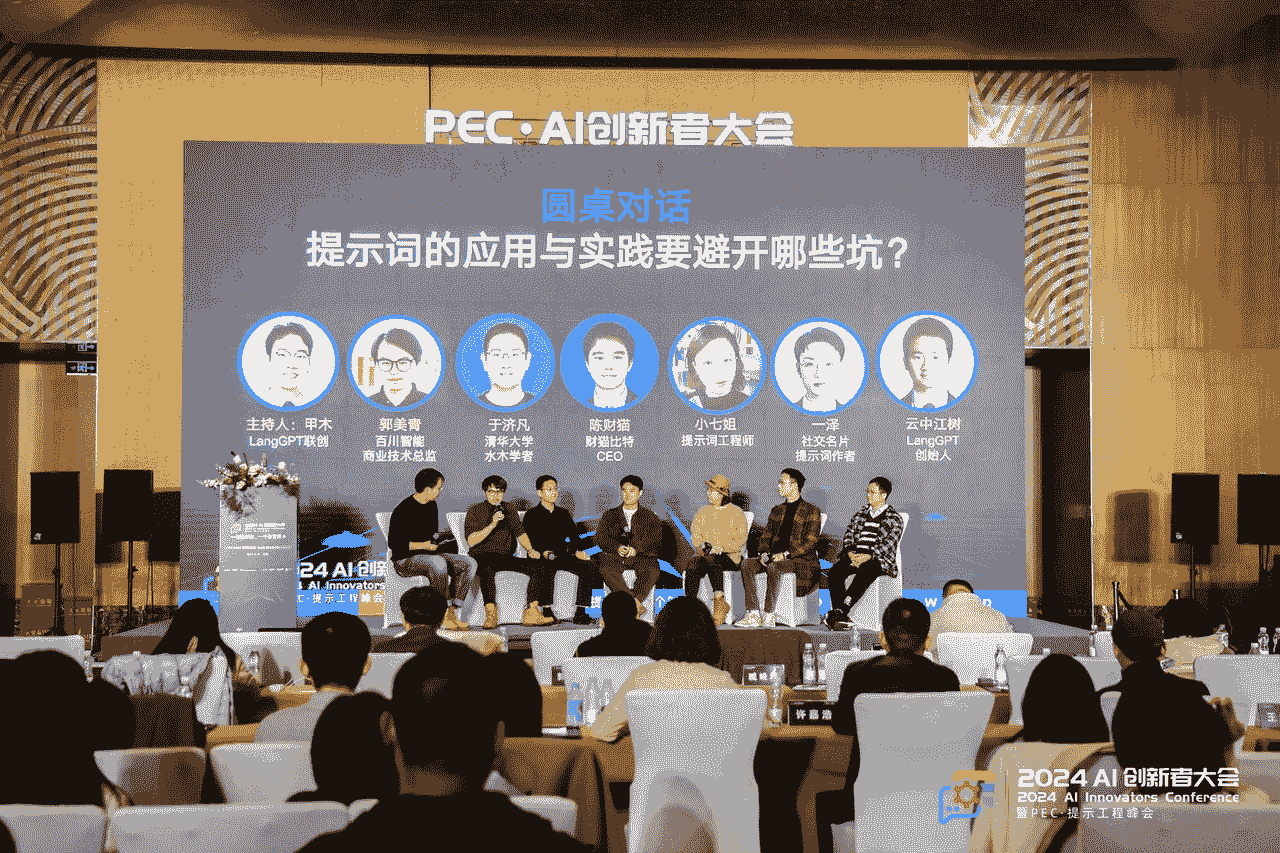 PEC·AI创新者大会
圆桌对话
提示词的应用与实践要避开哪些坑？
主持人：甲木
LangGPT联创
郭美青
百川智能
商业技术总监
于济凡
清华大学
水木学者
陈财猫
财猫比特
CEO
小七姐
提示词工程师
一泽
社交名片
提示词作者
云中江树
LangGPT
创始人
2024 AI 创新者大会
2024 AI Innovators Conference
暨PEC·提示工程峰会